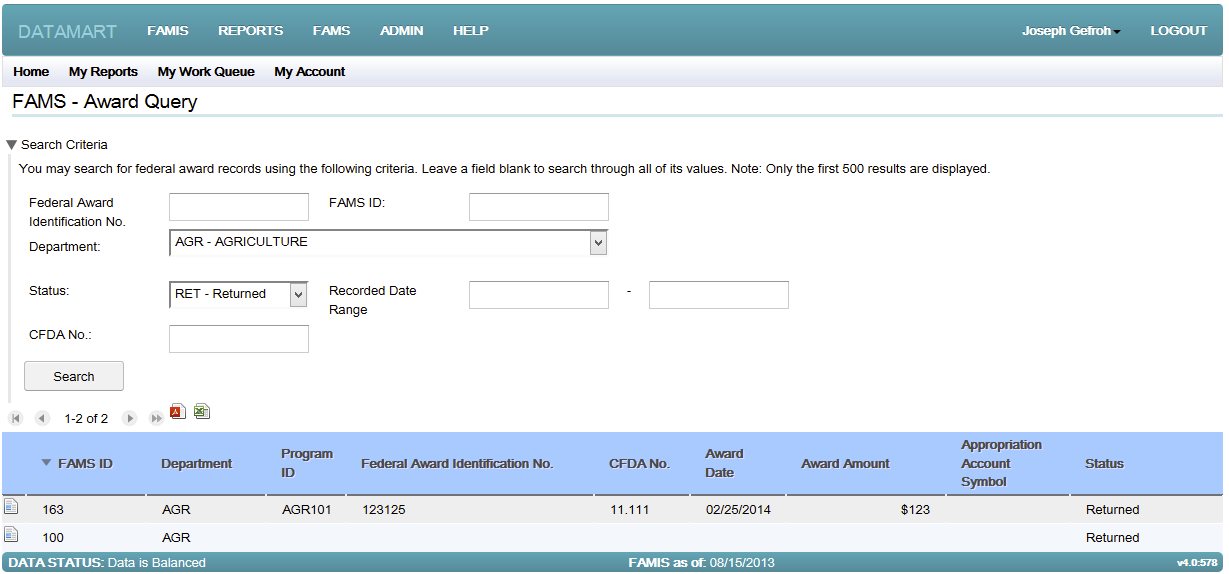 DATAMART FAMIS REPORTS FAMS ADMIN HELP Joseph Gefroh LOGOUT
Home My Reports My Work Queue My Account
FAMS - Award Query
Search Criteria
You may search for federal award records using the following criteria. Leave a field blank to search through all of its values. Note: Only the first 500 results are displayed.
Federal Award
Identification No.
FAMS ID:
Department:
AGR - AGRICULTURE
Status:
RET - Returned
Recorded Date
Range
-
CFDA No.:
Search
1-2 of 2
FAMS ID
Department
Program
ID
Federal Award Identification No.
CFDA No.
Award
Date
Award Amount
Appropriation
Account
Symbol
Status
163 AGR AGR101 123125 11.111 02/25/2014 $123 Returned
100 AGR Returned
DATA STATUS: Data is Balanced FAMIS as of: 08/15/2013 v4.0:578